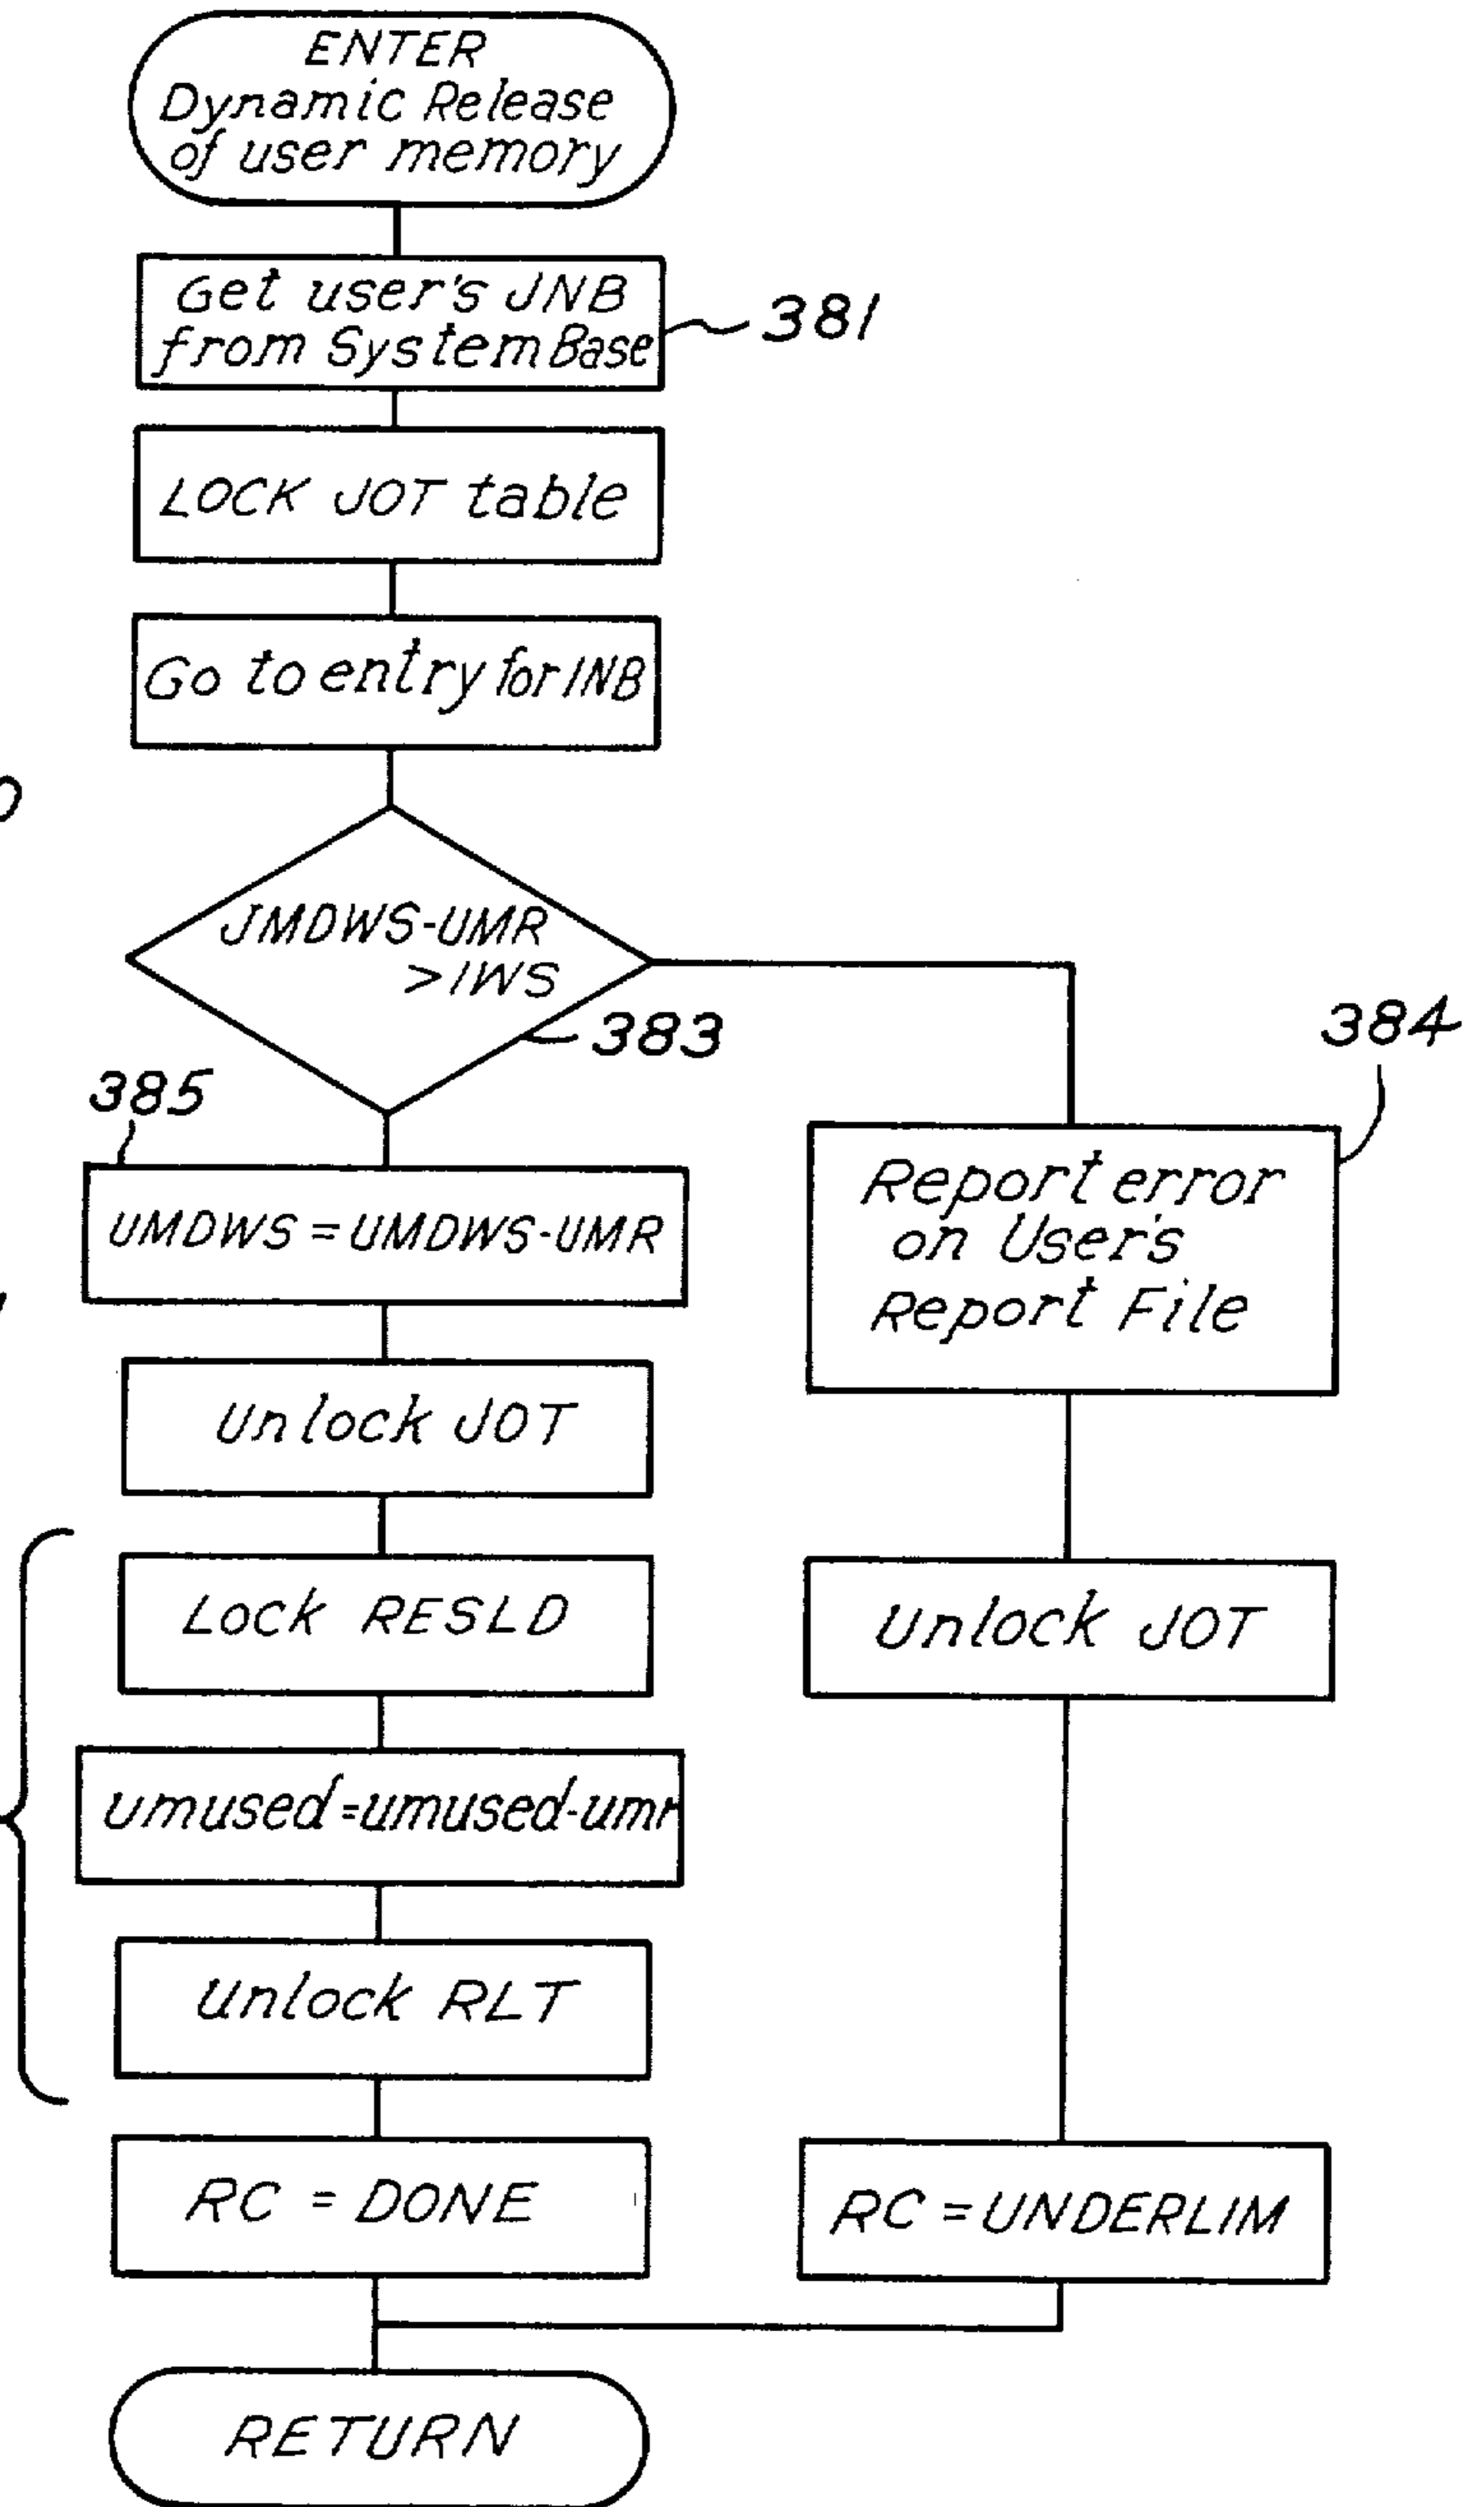 ENTER
Dynamic Release
of user memory
Get user's JNB
from System Base
381
LOCK JOT table
Go to entry for INB
JMDWS-UMR
>IWS
383
384
385
UMDWS = UMDWS-UMR
Report error
on User's
Report File
Unlock JOT
Lock RESLD
Unlock JOT
umused=umused-umr
Unlock RLT
RC = DONE
RC = UNDERLIM
RETURN